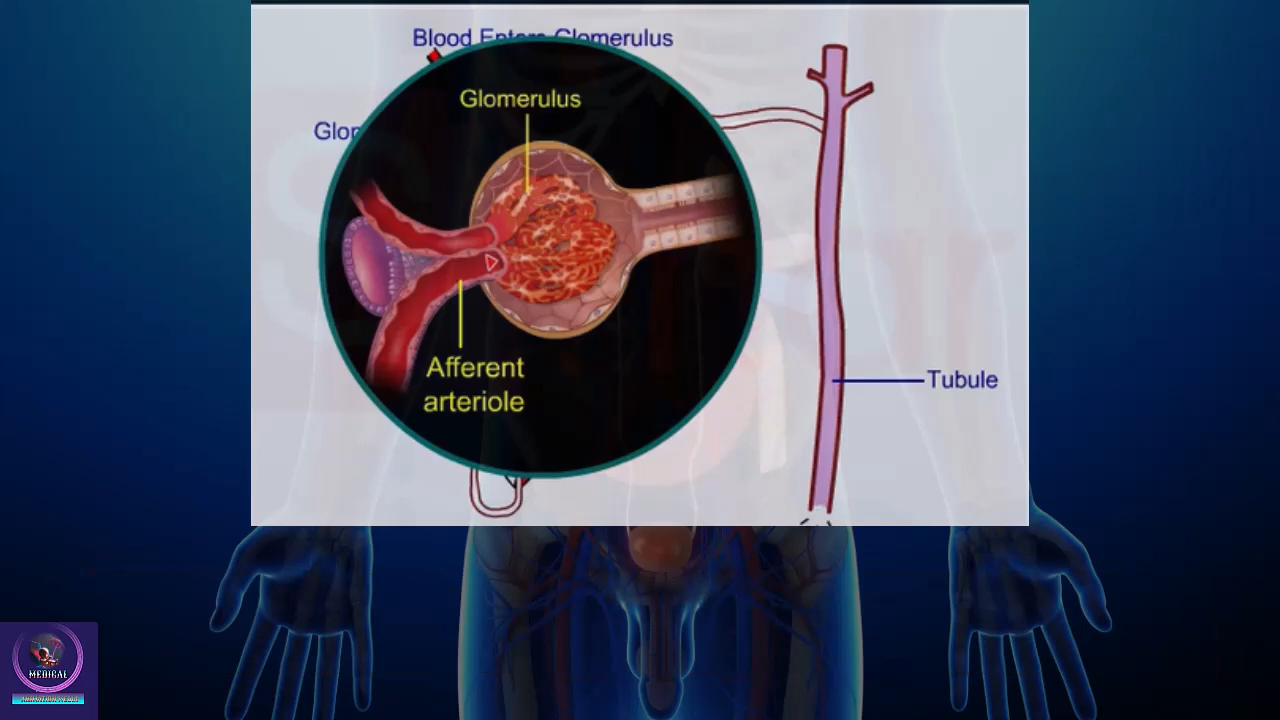 Blood Enters Glomerulus
Glomerulus
Afferent
arteriole
Tubule
MEDICAL